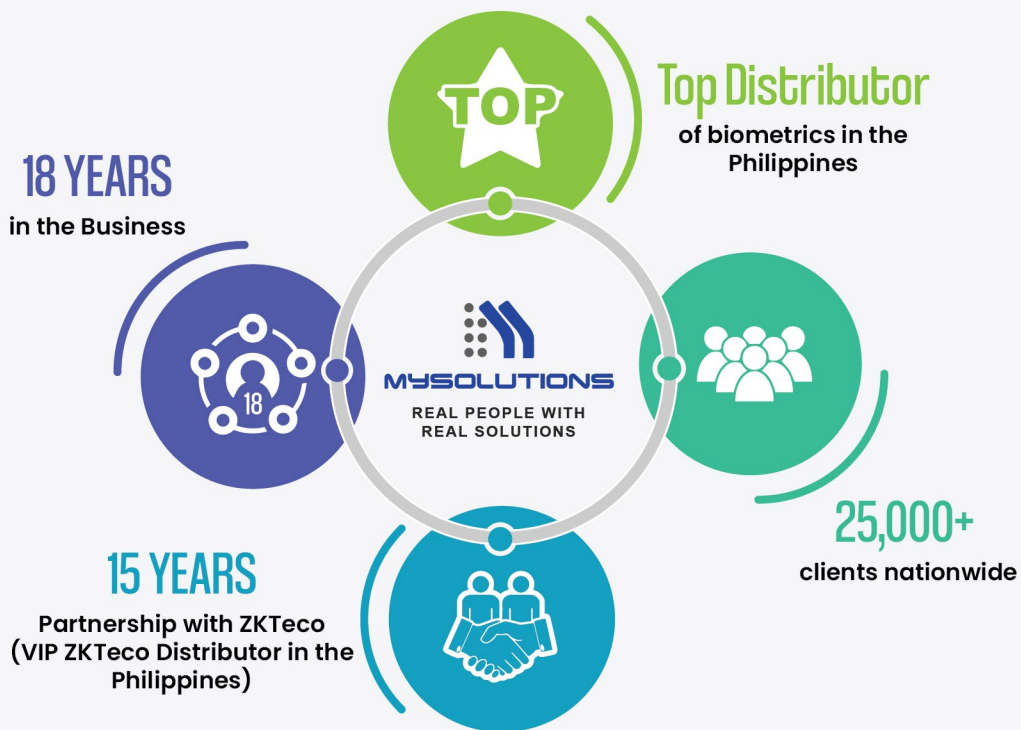 TOP
Top Distributor
of biometrics in the
Philippines
18 YEARS
in the Business
18
MYSOLUTIONS
REAL PEOPLE WITH
REAL SOLUTIONS
25,000+
clients nationwide
15 YEARS
Partnership with ZKTeco
(VIP ZKTeco Distributor in the
Philippines)